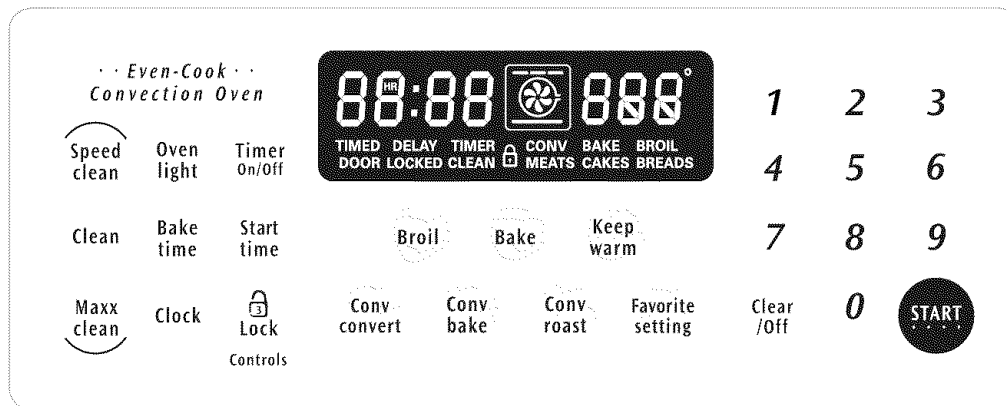 · · Even-Cook · ·
Convection Oven
Speed
clean
Oven
light
Timer
On/Off
Clean
Bake
time
Start
time
Maxx
clean
Clock
3
Lock
Controls
88:88 888°
HR
TIMED DELAY TIMER CONV BAKE BROIL
DOOR LOCKED CLEAN MEATS CAKES BREADS
Broil
Bake
Keep
warm
Conv
convert
Conv
bake
Conv
roast
Favorite
setting
1 2 3
4 5 6
7 8 9
Clear
/Off
0
START